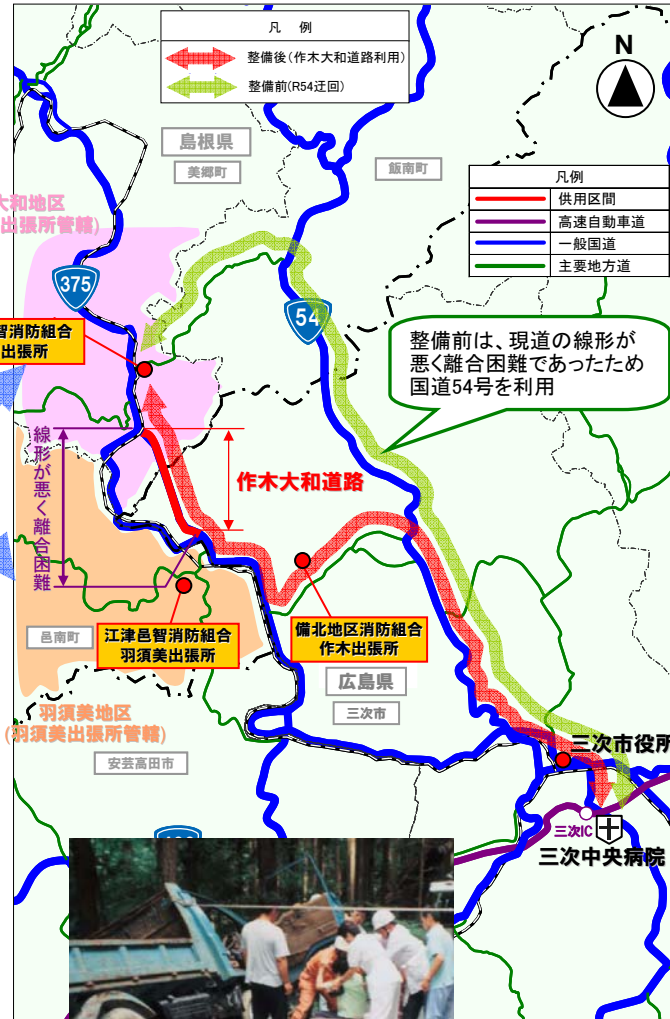 凡 例
整備後(作木大和道路利用)
整備前(R54迂回)
N
島根県
美郷町
飯南町
凡例
供用区間
高速自動車道
一般国道
主要地方道
大和地区
出張所管轄)
375
54
智消防組合
出張所
整備前は、現道の線形が
悪く離合困難であったため
国道54号を利用
線形が悪く離合困難
作木大和道路
邑南町
江津邑智消防組合
羽須美出張所
備北地区消防組合
作木出張所
広島県
三次市
羽須美地区
(羽須美出張所管轄)
安芸高田市
三次市役所
三次IC
三次中央病院